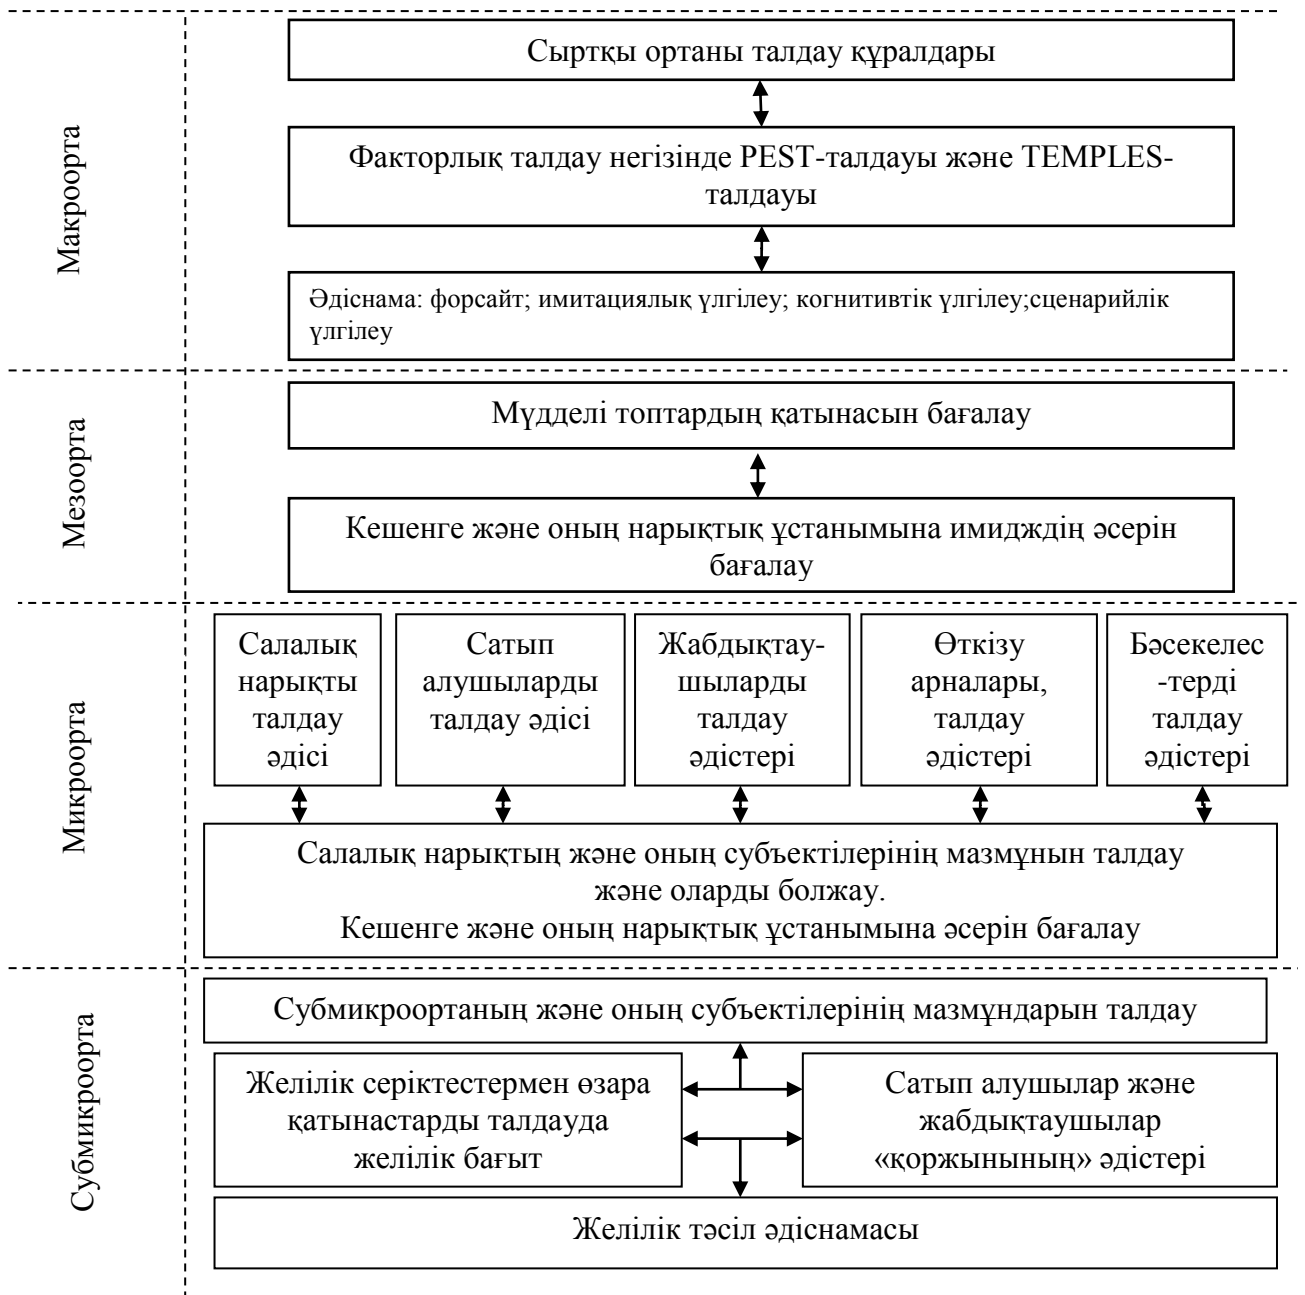 Макроорта
Сыртқы ортаны талдау құралдары
Факторлық талдау негізінде PEST-талдауы және TEMPLES-
талдауы
Әдіснама: форсайт; имитациялық үлгілеу; когнитивтік үлгілеу;сценарийлік
үлгілеу
Мезоорта
Мүдделі топтардың қатынасын бағалау
Кешенге және оның нарықтық ұстанымына имидждің әсерін
бағалау
Микроорта
Салалық
нарықты
талдау
әдісі
Сатып
алушыларды
талдау әдісі
Жабдықтау-
шыларды
талдау
әдістері
Өткізу
арналары,
талдау
әдістері
Бәсекелес
-терді
талдау
әдістері
Салалық нарықтың және оның субъектілерінің мазмұнын талдау
және оларды болжау.
Кешенге және оның нарықтық ұстанымына әсерін бағалау
Субмикроорта
Субмикроортаның және оның субъектілерінің мазмұндарын талдау
Желілік серіктестермен өзара
қатынастарды талдауда
желілік бағыт
Сатып алушылар және
жабдықтаушылар
«қоржынының» әдістері
Желілік тәсіл әдіснамасы